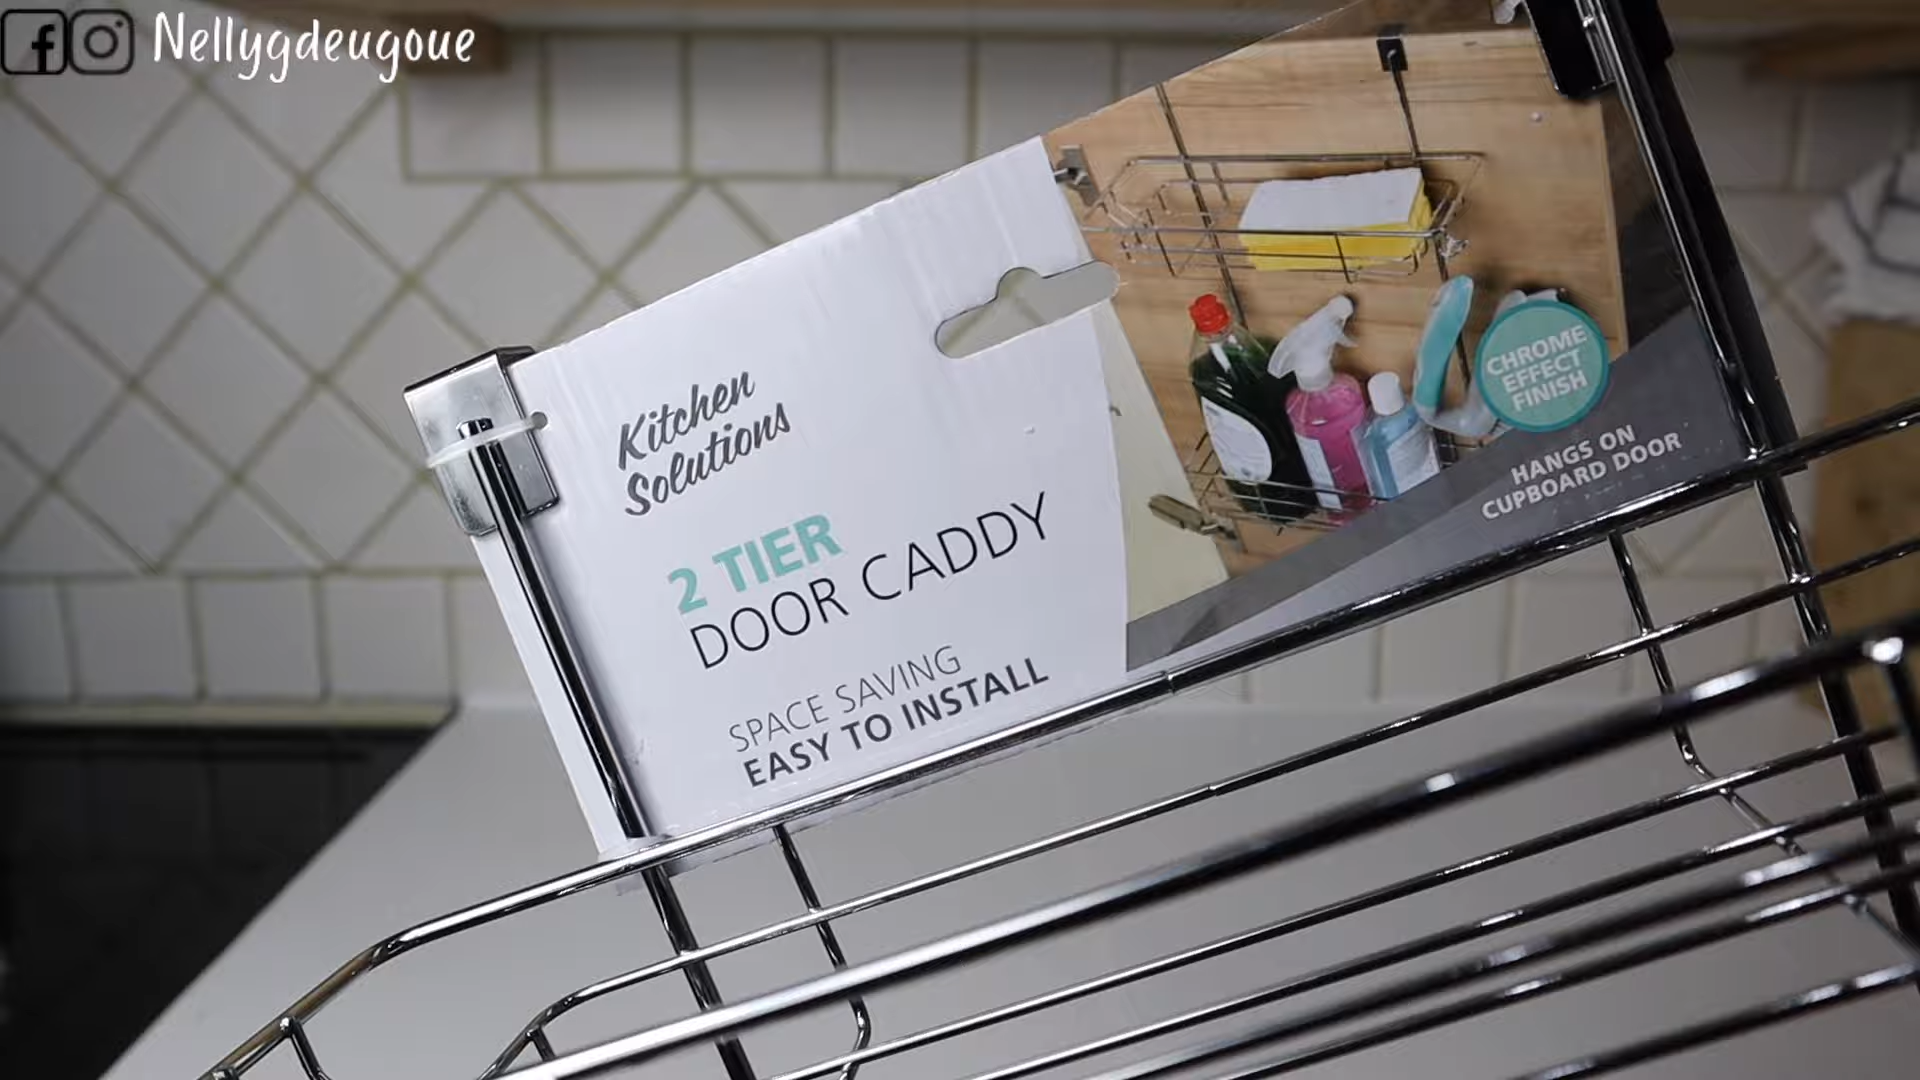 Nellygdeugoue
Kitchen
Solutions
2 TIER
DOOR CADDY
SPACE SAVING
EASY TO INSTALL
CHROME
EFFECT
FINISH
HANGS ON
CUPBOARD DOOR